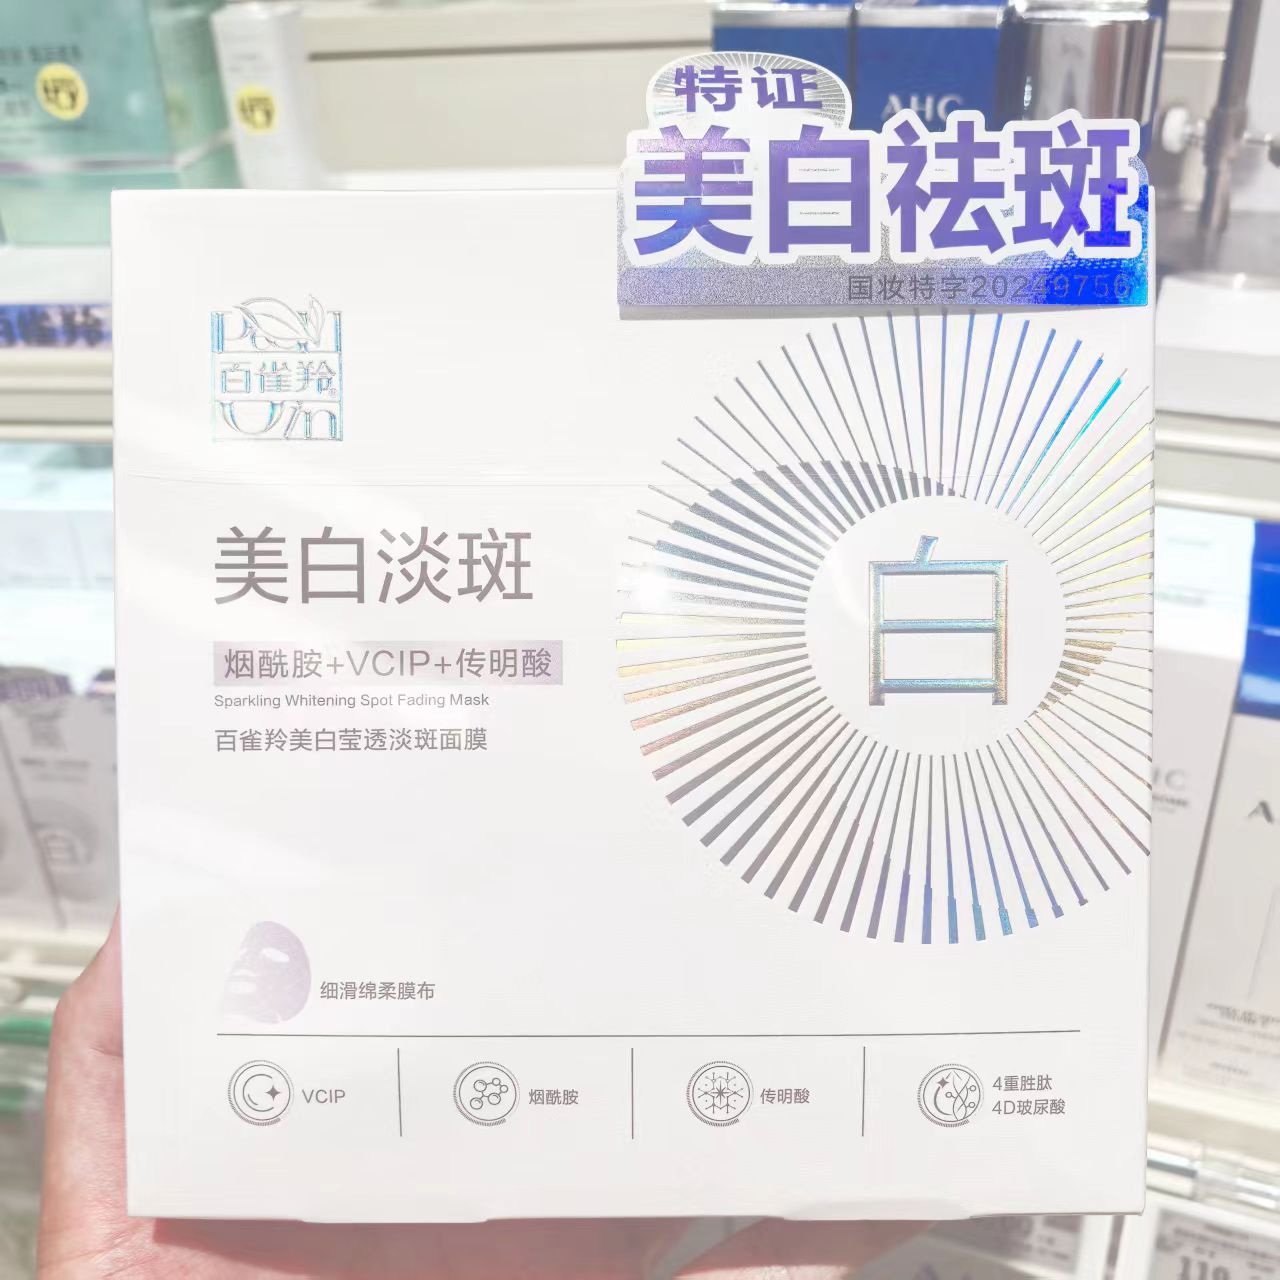 特证
美白祛斑
国妆特字20249756
AHC
百雀羚
美白淡斑
烟酰胺+VCIP+传明酸
Sparkling Whitening Spot Fading Mask
百雀羚美白莹透淡斑面膜
白
细滑绵柔膜布
VCIP
烟酰胺
传明酸
4重胜肽
4D玻尿酸